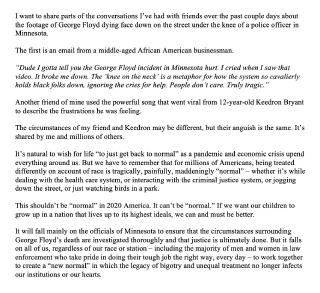 I want to share parts of the conversations I've had with friends over the past couple days about
the footage of George Floyd dying face down on the street under the knee of a police officer in
Minnesota.
The first is an email from a middle-aged African American businessman.
"Dude I gotta tell you the George Floyd incident in Minnesota hurt. I cried when I saw that
video. It broke me down. The 'knee on the neck' is a metaphor for how the system so cavalierly
holds black folks down, ignoring the cries for help. People don't care. Truly tragic."
Another friend of mine used the powerful song that went viral from 12-year-old Keedron Bryant
to describe the frustrations he was feeling.
The circumstances of my friend and Keedron may be different, but their anguish is the same. It's
shared by me and millions of others.
It's natural to wish for life "to just get back to normal" as a pandemic and economic crisis upend
everything around us. But we have to remember that for millions of Americans, being treated
differently on account of race is tragically, painfully, maddeningly "normal" – whether it's while
dealing with the health care system, or interacting with the criminal justice system, or jogging
down the street, or just watching birds in a park.
This shouldn't be "normal" in 2020 America. It can't be "normal." If we want our children to
grow up in a nation that lives up to its highest ideals, we can and must be better.
It will fall mainly on the officials of Minnesota to ensure that the circumstances surrounding
George Floyd's death are investigated thoroughly and that justice is ultimately done. But it falls
on all of us, regardless of our race or station – including the majority of men and women in law
enforcement who take pride in doing their tough job the right way, every day – to work together
to create a "new normal" in which the legacy of bigotry and unequal treatment no longer infects
our institutions or our hearts.